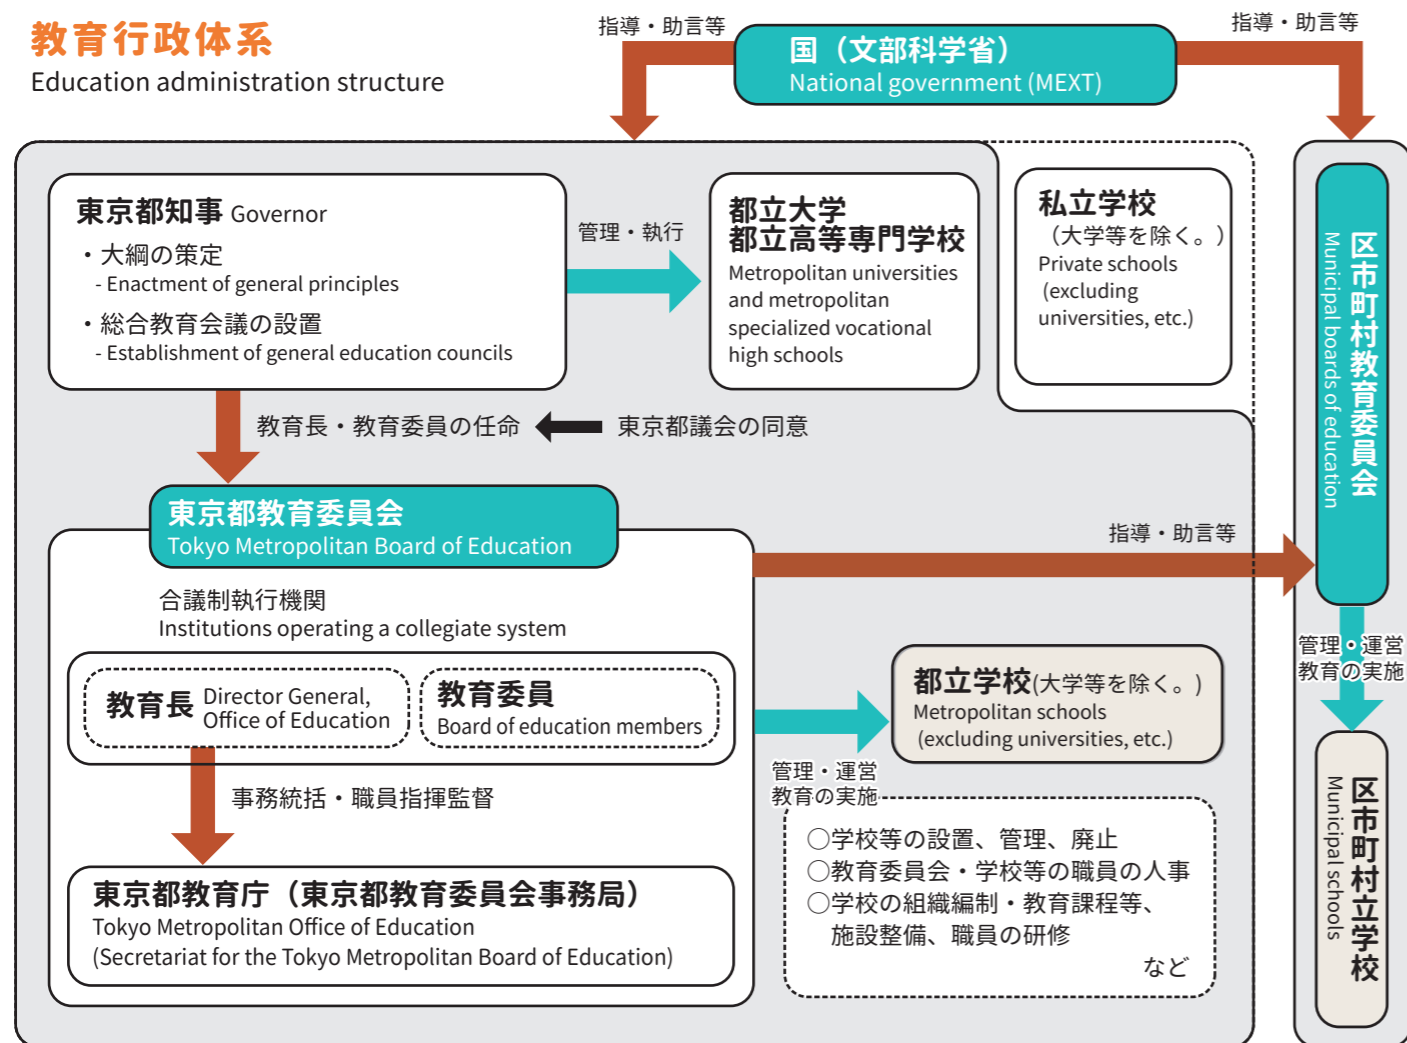 教育行政体系
Education administration structure
指導・助言等
国（文部科学省）
National government (MEXT)
指導・助言等
東京都知事 Governor
・大綱の策定
- Enactment of general principles
・総合教育会議の設置
- Establishment of general education councils
管理・執行
都立大学
都立高等専門学校
Metropolitan universities
and metropolitan
specialized vocational
high schools
私立学校
（大学等を除く。）
Private schools
(excluding
universities, etc.)
区市町村教育委員会
Municipal boards of education
教育長・教育委員の任命
東京都議会の同意
東京都教育委員会
Tokyo Metropolitan Board of Education
指導・助言等
合議制執行機関
Institutions operating a collegiate system
教育長 Director General,
Office of Education
教育委員
Board of education members
管理・運営
教育の実施
都立学校(大学等を除く。)
Metropolitan schools
(excluding universities, etc.)
管理・運営
教育の実施
事務統括・職員指揮監督
東京都教育庁（東京都教育委員会事務局）
Tokyo Metropolitan Office of Education
(Secretariat for the Tokyo Metropolitan Board of Education)
○学校等の設置、管理、廃止
○教育委員会・学校等の職員の人事
○学校の組織編制・教育課程等、
施設整備、職員の研修
など
区市町村立学校
Municipal schools